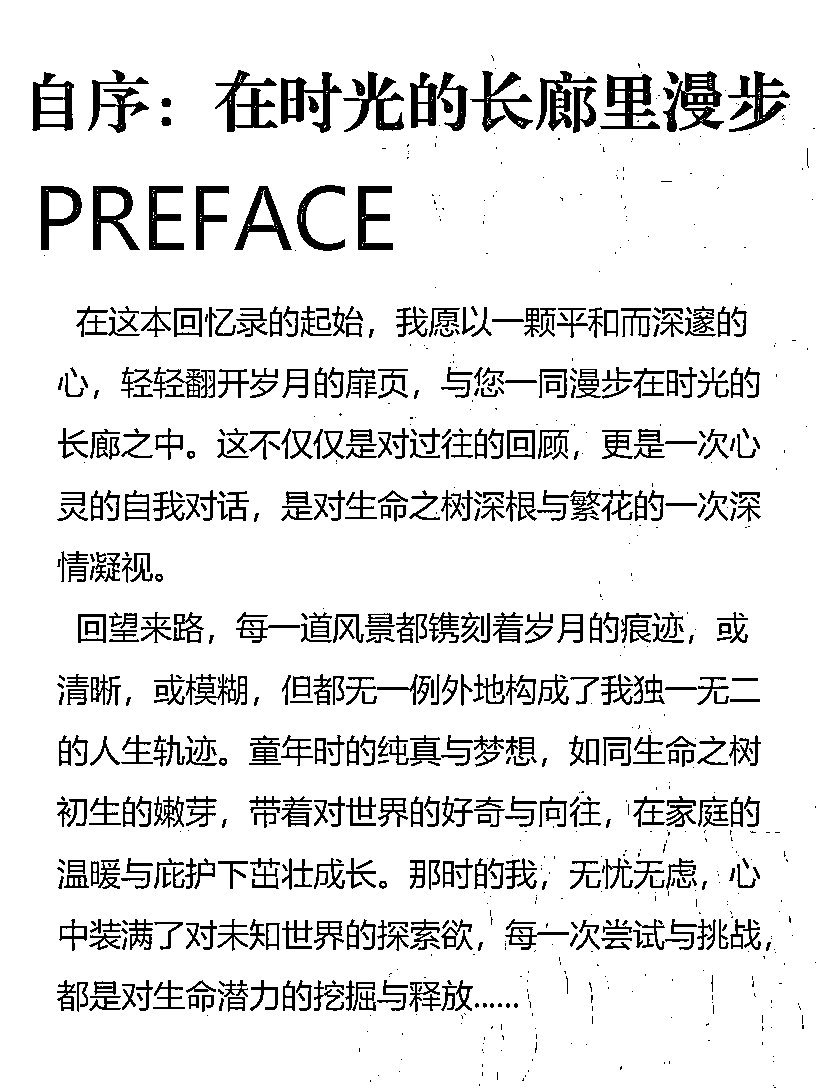 自序：在时光的长廊里漫步
PREFACE
在这本回忆录的起始，我愿以一颗平和而深邃的
心，轻轻翻开岁月的扉页，与您一同漫步在时光的
长廊之中。这不仅仅是对过往的回顾，更是一次心
灵的自我对话，是对生命之树深根与繁花的一次深
情凝视。
回望来路，每一道风景都镌刻着岁月的痕迹，或
清晰，或模糊，但都无一例外地构成了我独一无二
的人生轨迹。童年时的纯真与梦想，如同生命之树
初生的嫩芽，带着对世界的好奇与向往，在家庭的
温暖与庇护下茁壮成长。那时的我，无忧无虑，心
中装满了对未知世界的探索欲，每一次尝试与挑战，
都是对生命潜力的挖掘与释放......